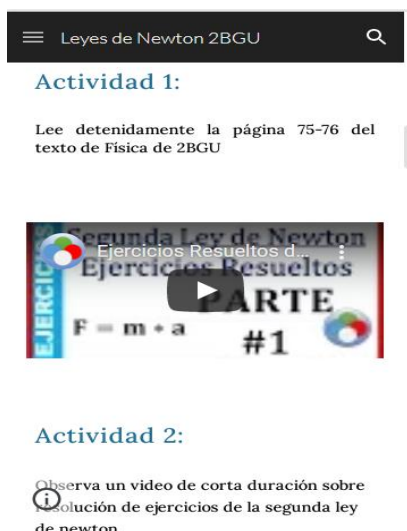 Leyes de Newton 2BGU
Actividad 1:
Lee detenidamente la página 75-76 del
texto de Física de 2BGU
Segunda Ley de Newton
Ejercicios Resueltos d...
Ejercicios Resueltos
PARTE
F = m * a
#1
EJERCICIOS
Actividad 2:
Observa un video de corta duración sobre
resolución de ejercicios de la segunda ley
de newton